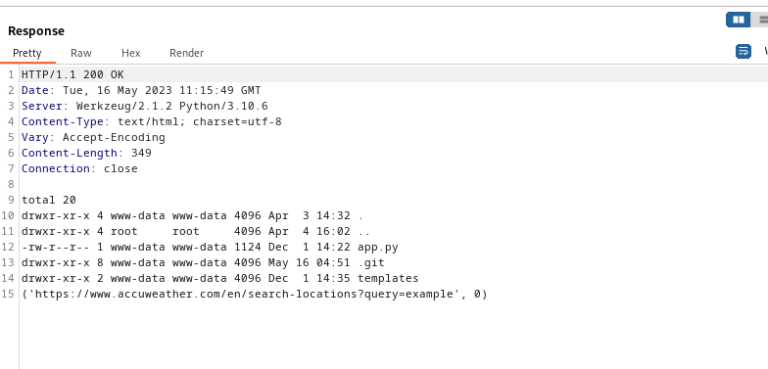 Response
Pretty Raw Hex Render
1 HTTP/1.1 200 OK
2 Date: Tue, 16 May 2023 11:15:49 GMT
3 Server: Werkzeug/2.1.2 Python/3.10.6
4 Content-Type: text/html; charset=utf-8
5 Vary: Accept-Encoding
6 Content-Length: 349
7 Connection: close
8
9 total 20
10 drwxr-xr-x 4 www-data www-data 4096 Apr  3 14:32 .
11 drwxr-xr-x 4 root     root     4096 Apr  4 16:02 ..
12 -rw-r--r-- 1 www-data www-data 1124 Dec  1 14:22 app.py
13 drwxr-xr-x 8 www-data www-data 4096 May 16 04:51 .git
14 drwxr-xr-x 2 www-data www-data 4096 Dec  1 14:35 templates
15 ('https://www.accuweather.com/en/search-locations?query=example', 0)